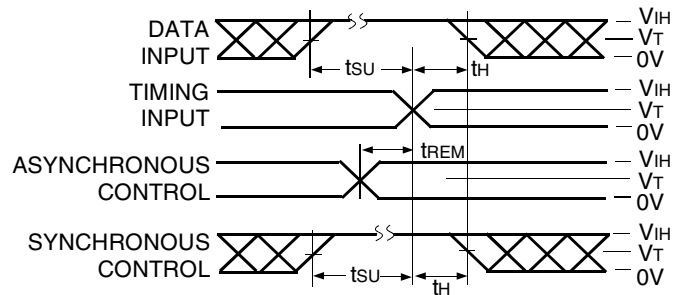 DATA INPUT
tSU
tH
VIH
VT
0V
TIMING INPUT
VIH
VT
0V
tREM
ASYNCHRONOUS CONTROL
VIH
VT
0V
SYNCHRONOUS CONTROL
tSU
tH
VIH
VT
0V